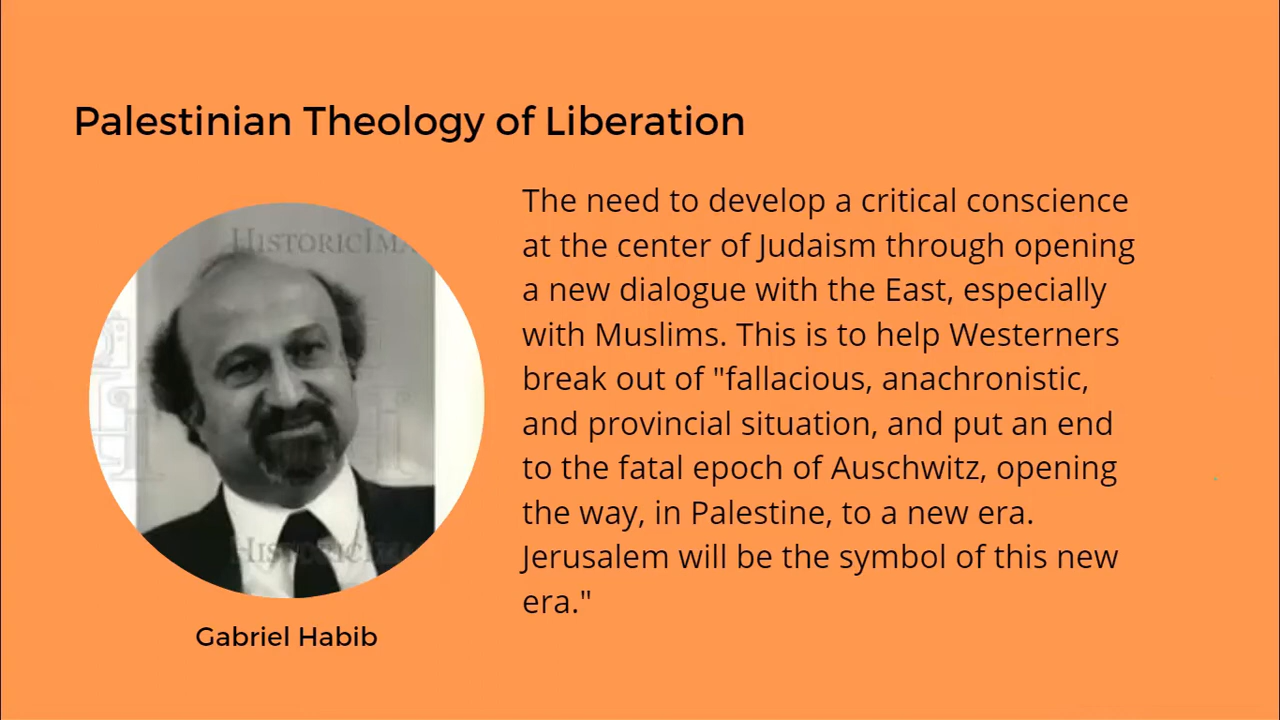 Palestinian Theology of Liberation
The need to develop a critical conscience
at the center of Judaism through opening
a new dialogue with the East, especially
with Muslims. This is to help Westerners
break out of "fallacious, anachronistic,
and provincial situation, and put an end
to the fatal epoch of Auschwitz, opening
the way, in Palestine, to a new era.
Jerusalem will be the symbol of this new
era."
Gabriel Habib